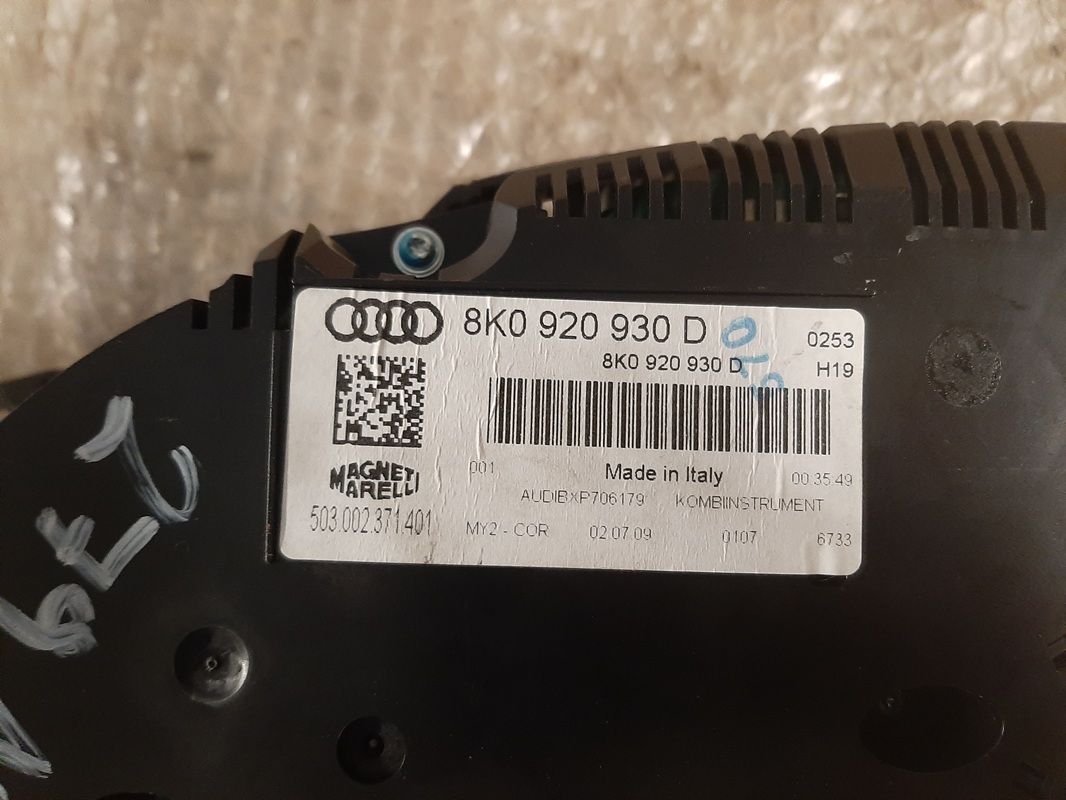 8K0 920 930 D
0253
8K0 920 930 D
H19
MAGNETI MARELLI
001
Made in Italy
00:35:49
AUDIBXP706179 KOMBIINSTRUMENT
503.002.371.401
MY2 - COR 02.07.09 0107 6733